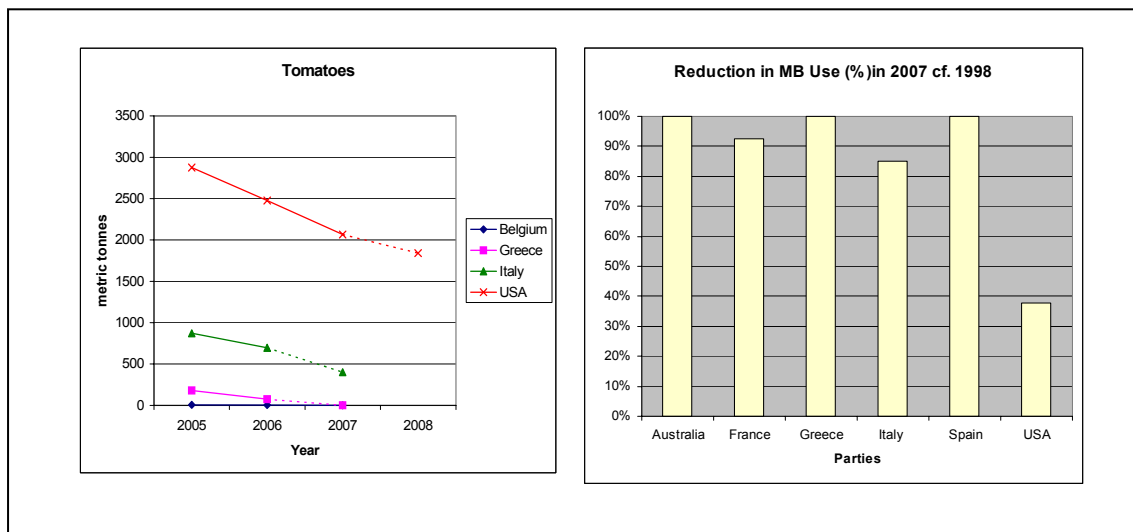 Tomatoes
3500
3000
2500
2000
1500
1000
500
0
metric tonnes
2005 2006 2007 2008
Year
Belgium
Greece
Italy
USA
Reduction in MB Use (%)in 2007 cf. 1998
100%
90%
80%
70%
60%
50%
40%
30%
20%
10%
0%
Australia France Greece Italy Spain USA
Parties